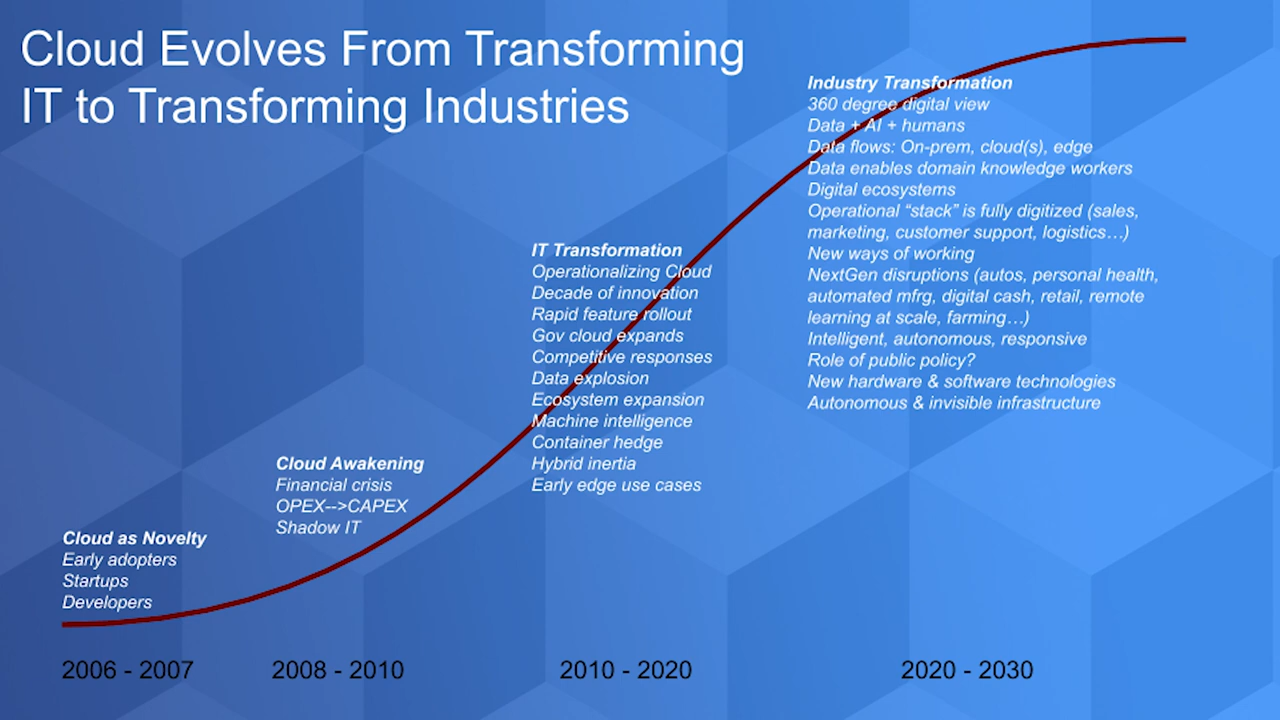 Cloud Evolves From Transforming
IT to Transforming Industries
Cloud as Novelty
Early adopters
Startups
Developers
Cloud Awakening
Financial crisis
OPEX-->CAPEX
Shadow IT
IT Transformation
Operationalizing Cloud
Decade of innovation
Rapid feature rollout
Gov cloud expands
Competitive responses
Data explosion
Ecosystem expansion
Machine intelligence
Container hedge
Hybrid inertia
Early edge use cases
Industry Transformation
360 degree digital view
Data + AI + humans
Data flows: On-prem, cloud(s), edge
Data enables domain knowledge workers
Digital ecosystems
Operational “stack” is fully digitized (sales,
marketing, customer support, logistics…)
New ways of working
NextGen disruptions (autos, personal health,
automated mfrg, digital cash, retail, remote
learning at scale, farming…)
Intelligent, autonomous, responsive
Role of public policy?
New hardware & software technologies
Autonomous & invisible infrastructure
2006 - 2007
2008 - 2010
2010 - 2020
2020 - 2030